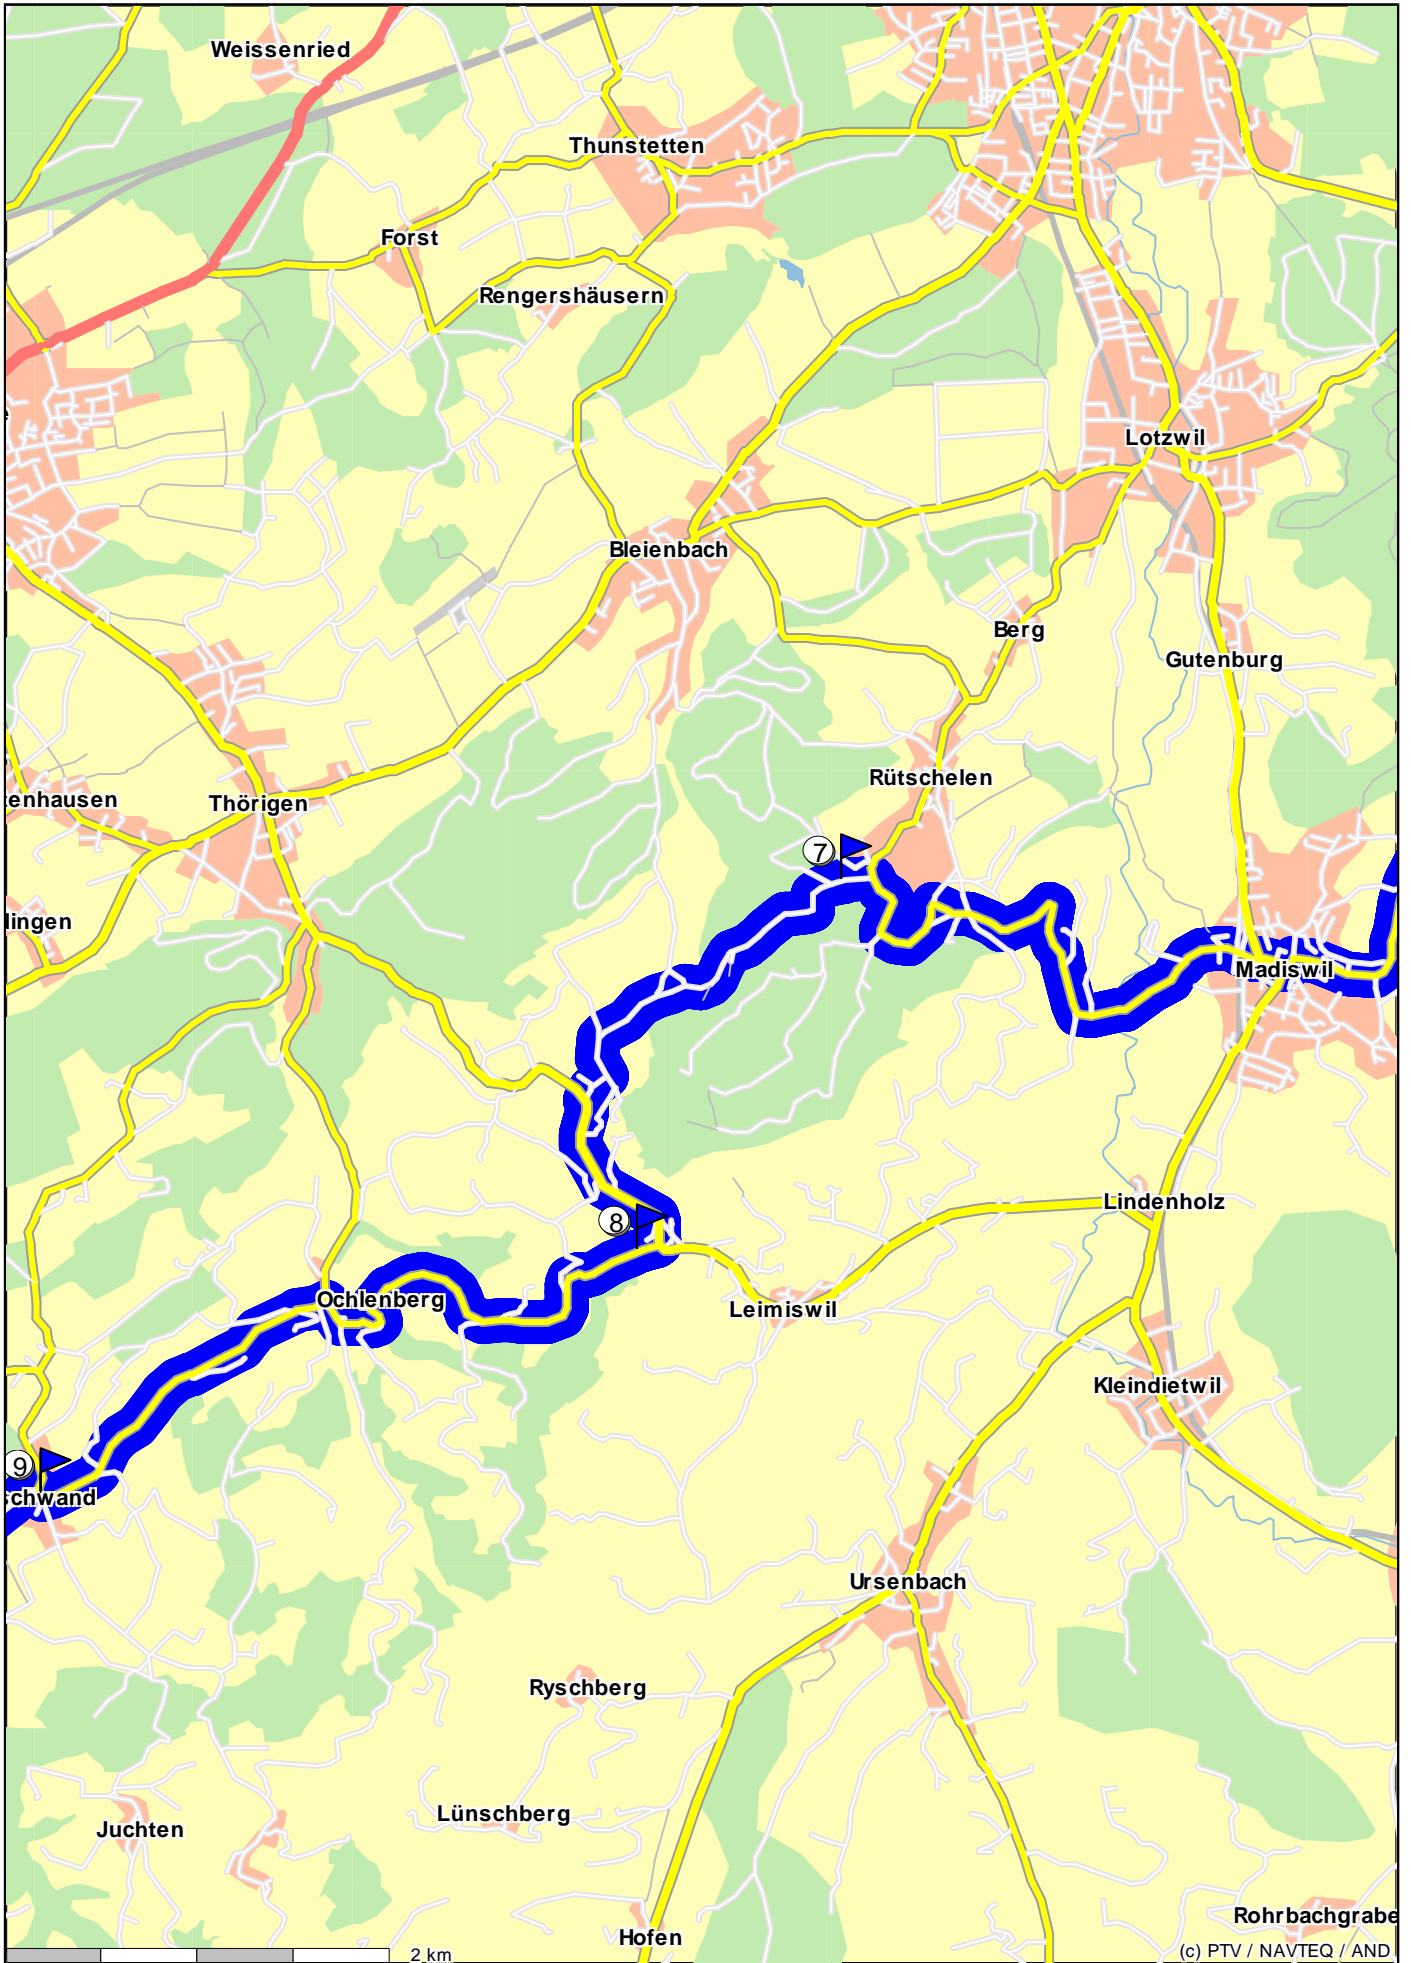 Weissenried
Thunstetten
Forst
Rengershäusern
Lotzwil
Bleienbach
Berg
Gutenburg
Rütschelen
enhausen
Thörigen
7
lingen
Madiswil
Lindenholz
8
Ochlenberg
Leimiswil
Kleindietwil
9
schwand
Ursenbach
Ryschberg
Lünschberg
Juchten
Rohrbachgrabe
Hofen
2 km
(c) PTV / NAVTEQ / AND